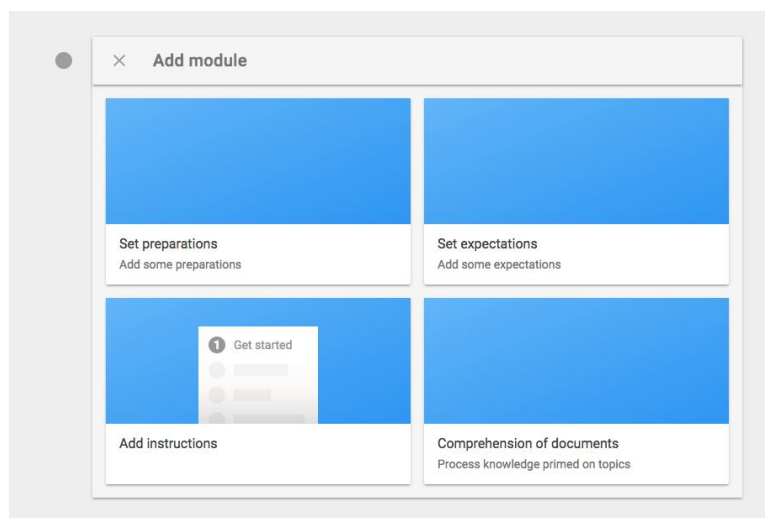 Add module
Set preparations
Add some preparations
Set expectations
Add some expectations
1 Get started
Add instructions
Comprehension of documents
Process knowledge primed on topics